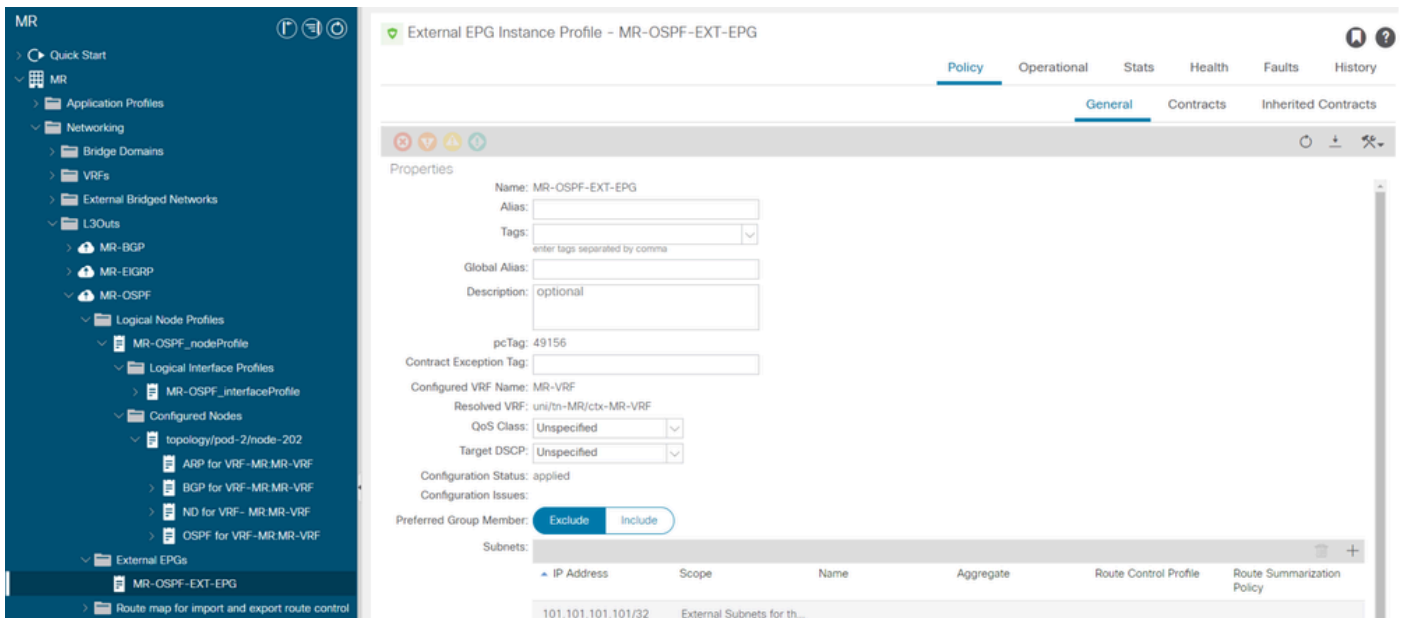 MR
Quick Start
MR
Application Profiles
Networking
Bridge Domains
VRFs
External Bridged Networks
L3Outs
MR-BGP
MR-EIGRP
MR-OSPF
Logical Node Profiles
MR-OSPF_nodeProfile
Logical Interface Profiles
MR-OSPF_interfaceProfile
Configured Nodes
topology/pod-2/node-202
ARP for VRF-MR:MR-VRF
BGP for VRF-MR:MR-VRF
ND for VRF- MR:MR-VRF
OSPF for VRF-MR:MR-VRF
External EPGs
MR-OSPF-EXT-EPG
Route map for import and export route control
External EPG Instance Profile - MR-OSPF-EXT-EPG
Policy Operational Stats Health Faults History
General Contracts Inherited Contracts
Properties
Name: MR-OSPF-EXT-EPG
Alias:
Tags:
enter tags separated by comma
Global Alias:
Description: optional
pcTag: 49156
Contract Exception Tag:
Configured VRF Name: MR-VRF
Resolved VRF: uni/tn-MR/ctx-MR-VRF
QoS Class: Unspecified
Target DSCP: Unspecified
Configuration Status: applied
Configuration Issues:
Preferred Group Member: Exclude Include
Subnets:
IP Address Scope Name Aggregate Route Control Profile Route Summarization
Policy
101.101.101.101/32 External Subnets for th...